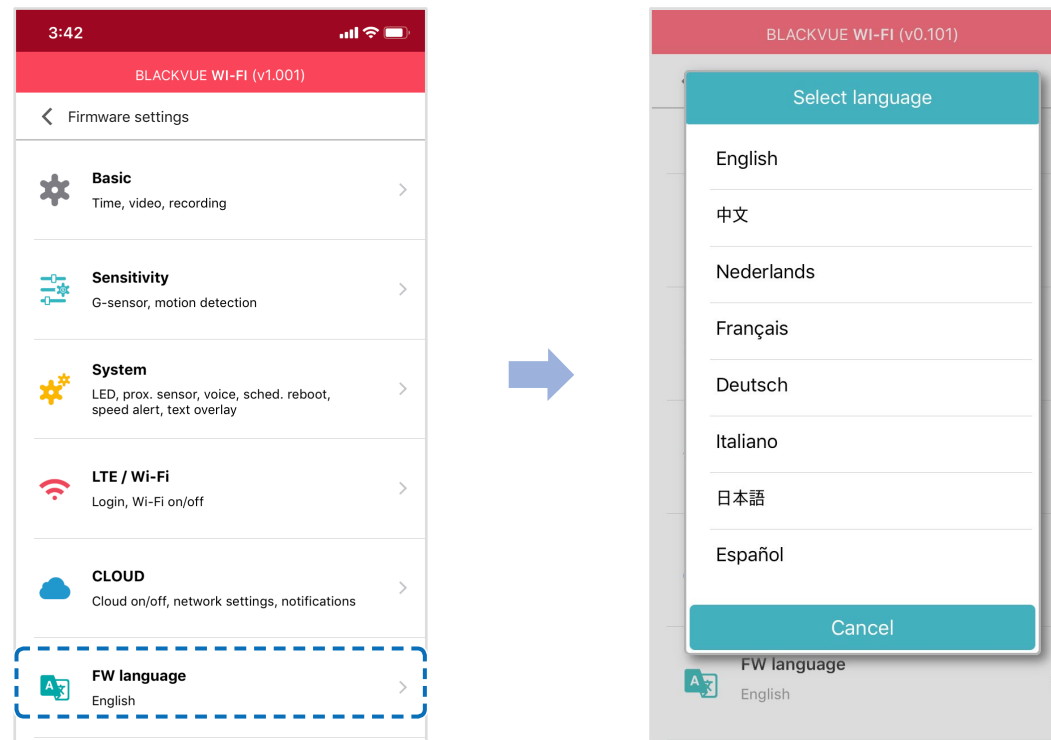 3:42
BLACKVUE WI-FI (v1.001)
Firmware settings
Basic
Time, video, recording
Sensitivity
G-sensor, motion detection
System
LED, prox. sensor, voice, sched. reboot,
speed alert, text overlay
LTE / Wi-Fi
Login, Wi-Fi on/off
CLOUD
Cloud on/off, network settings, notifications
FW language
English
BLACKVUE WI-FI (v0.101)
Select language
English
中文
Nederlands
Français
Deutsch
Italiano
日本語
Español
Cancel
FW language
English